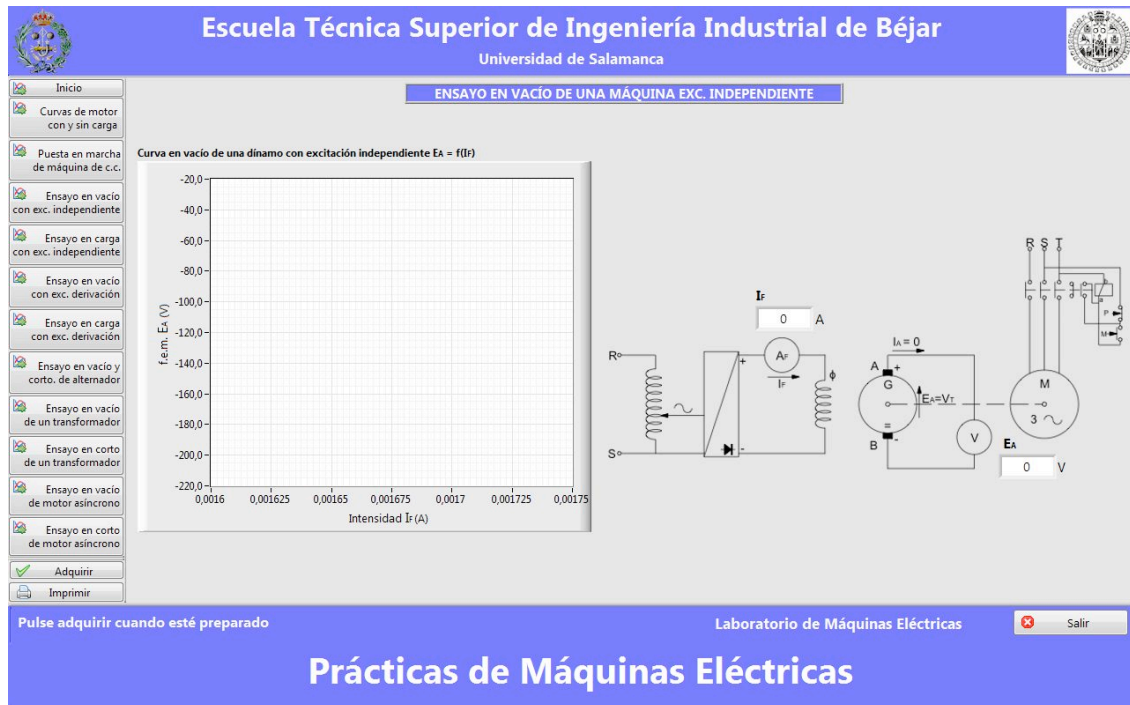 Escuela Técnica Superior de Ingeniería Industrial de Béjar
Universidad de Salamanca
Inicio
Curvas de motor
con y sin carga
Puesta en marcha
de máquina de c.c.
Ensayo en vacío
con exc. independiente
Ensayo en carga
con exc. independiente
Ensayo en vacío
con exc. derivación
Ensayo en carga
con exc. derivación
Ensayo en vacío y
corto. de alternador
Ensayo en vacío
de un transformador
Ensayo en corto
de un transformador
Ensayo en vacío
de motor asíncrono
Ensayo en corto
de motor asíncrono
Adquirir
Imprimir
ENSAYO EN VACÍO DE UNA MÁQUINA EXC. INDEPENDIENTE
Curva en vacío de una dínamo con excitación independiente EA = f(IF)
f.e.m. EA (V)
-20,0
-40,0
-60,0
-80,0
-100,0
-120,0
-140,0
-160,0
-180,0
-200,0
-220,0
0,0016 0,001625 0,00165 0,001675 0,0017 0,001725 0,00175
Intensidad IF (A)
IF
0 A
R
S
+
-
AF
IF
ϕ
IA = 0
A +
G
=
B -
EA=VT
V
R S T
P
M
M
3
EA
0 V
Pulse adquirir cuando esté preparado
Laboratorio de Máquinas Eléctricas
Salir
Prácticas de Máquinas Eléctricas